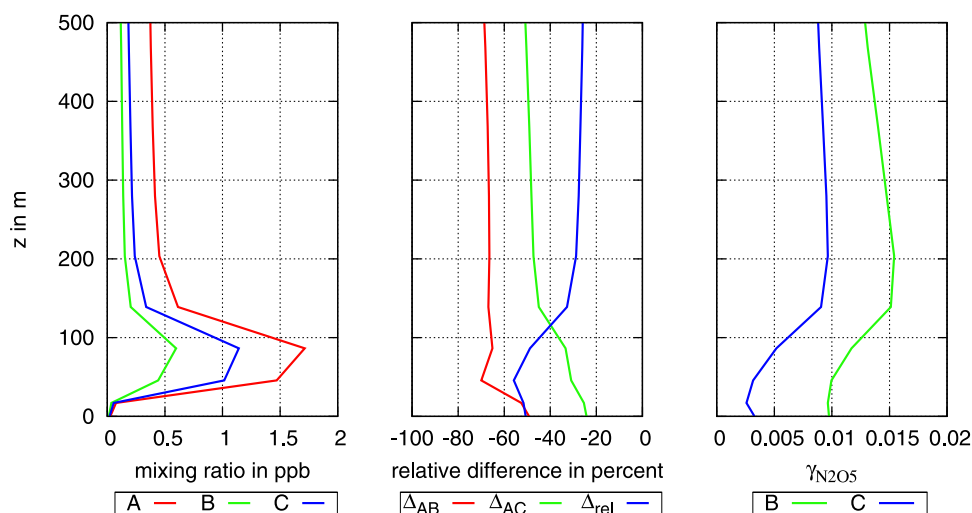 500
400
300
200
100
0
z in m
0 0.5 1 1.5 2
-100 -80 -60 -40 -20 0
0 0.005 0.01 0.015 0.02
mixing ratio in ppb
relative difference in percent
γN2O5
A B C
ΔAB ΔAC Δrel
B C